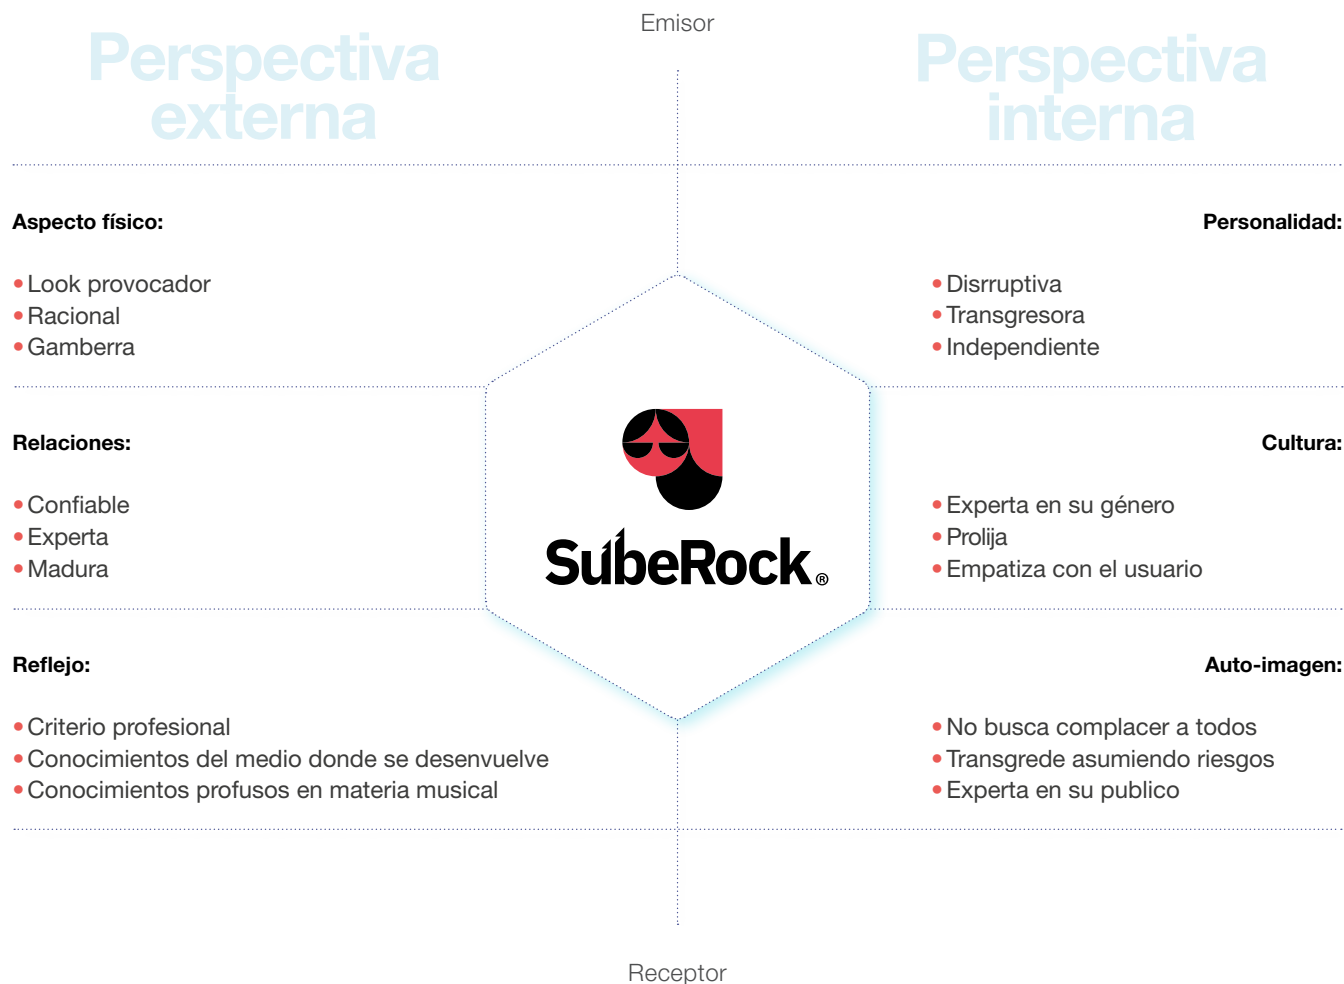 Emisor
Perspectiva
externa
Perspectiva
interna
Aspecto físico:
• Look provocador
• Racional
• Gamberra
Personalidad:
• Disrruptiva
• Transgresora
• Independiente
Relaciones:
• Confiable
• Experta
• Madura
SubeRock®
Cultura:
• Experta en su género
• Prolija
• Empatiza con el usuario
Reflejo:
• Criterio profesional
• Conocimientos del medio donde se desenvuelve
• Conocimientos profusos en materia musical
Auto-imagen:
• No busca complacer a todos
• Transgrede asumiendo riesgos
• Experta en su publico
Receptor